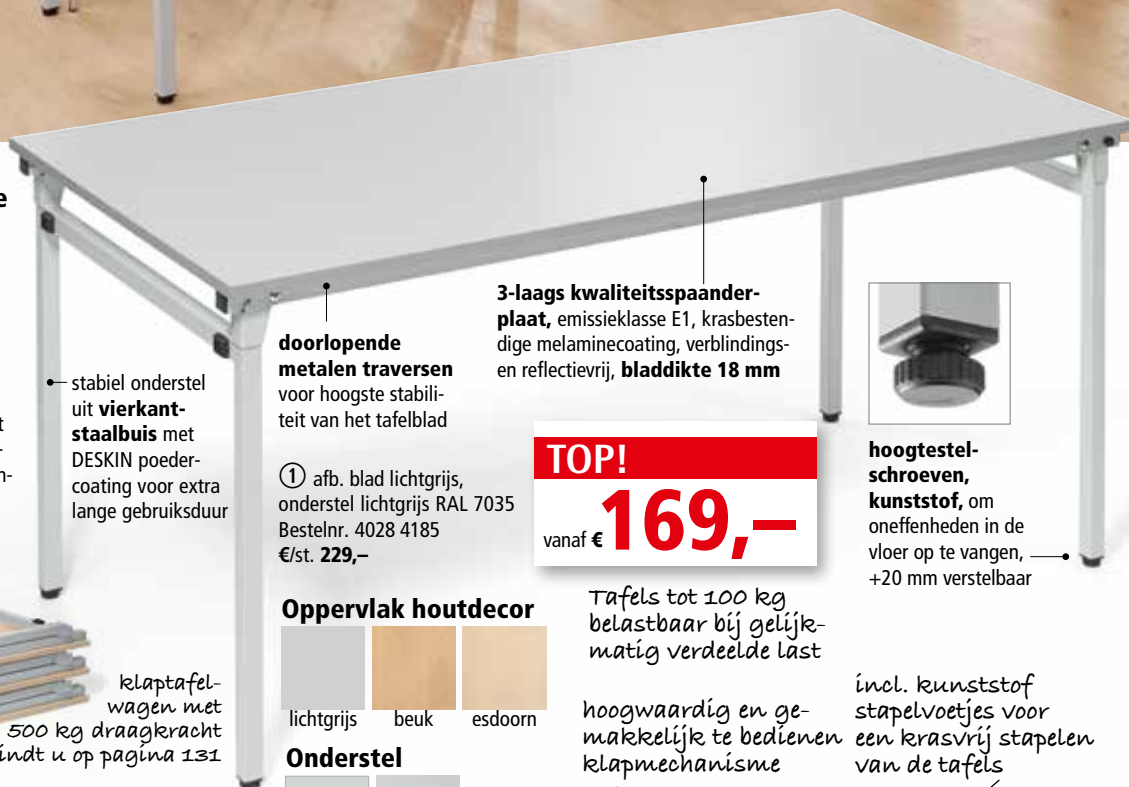 e
stabiel onderstel
uit vierkant-
staalbuis met
DESKIN poeder-
coating voor extra
lange gebruiksduur
doorlopende
metalen traversen
voor hoogste stabili-
teit van het tafelblad
① afb. blad lichtgrijs,
onderstel lichtgrijs RAL 7035
Bestelnr. 4028 4185
€/st. 229,–
3-laags kwaliteitsspaander-
plaat, emissieklasse E1, krasbesten-
dige melaminecoating, verblindings-
en reflectievrij, bladdikte 18 mm
TOP!
vanaf € 169,–
hoogtestel-
schroeven,
kunststof, om
oneffenheden in de
vloer op te vangen,
+20 mm verstelbaar
Oppervlak houtdecor
lichtgrijs beuk esdoorn
Onderstel
klaptafel-
wagen met
500 kg draagkracht
indt u op pagina 131
Tafels tot 100 kg
belastbaar bij gelijk-
matig verdeelde last
hoogwaardig en ge-
makkelijk te bedienen
klapmechanisme
incl. kunststof
stapelvoetjes voor
een krasvrij stapelen
van de tafels